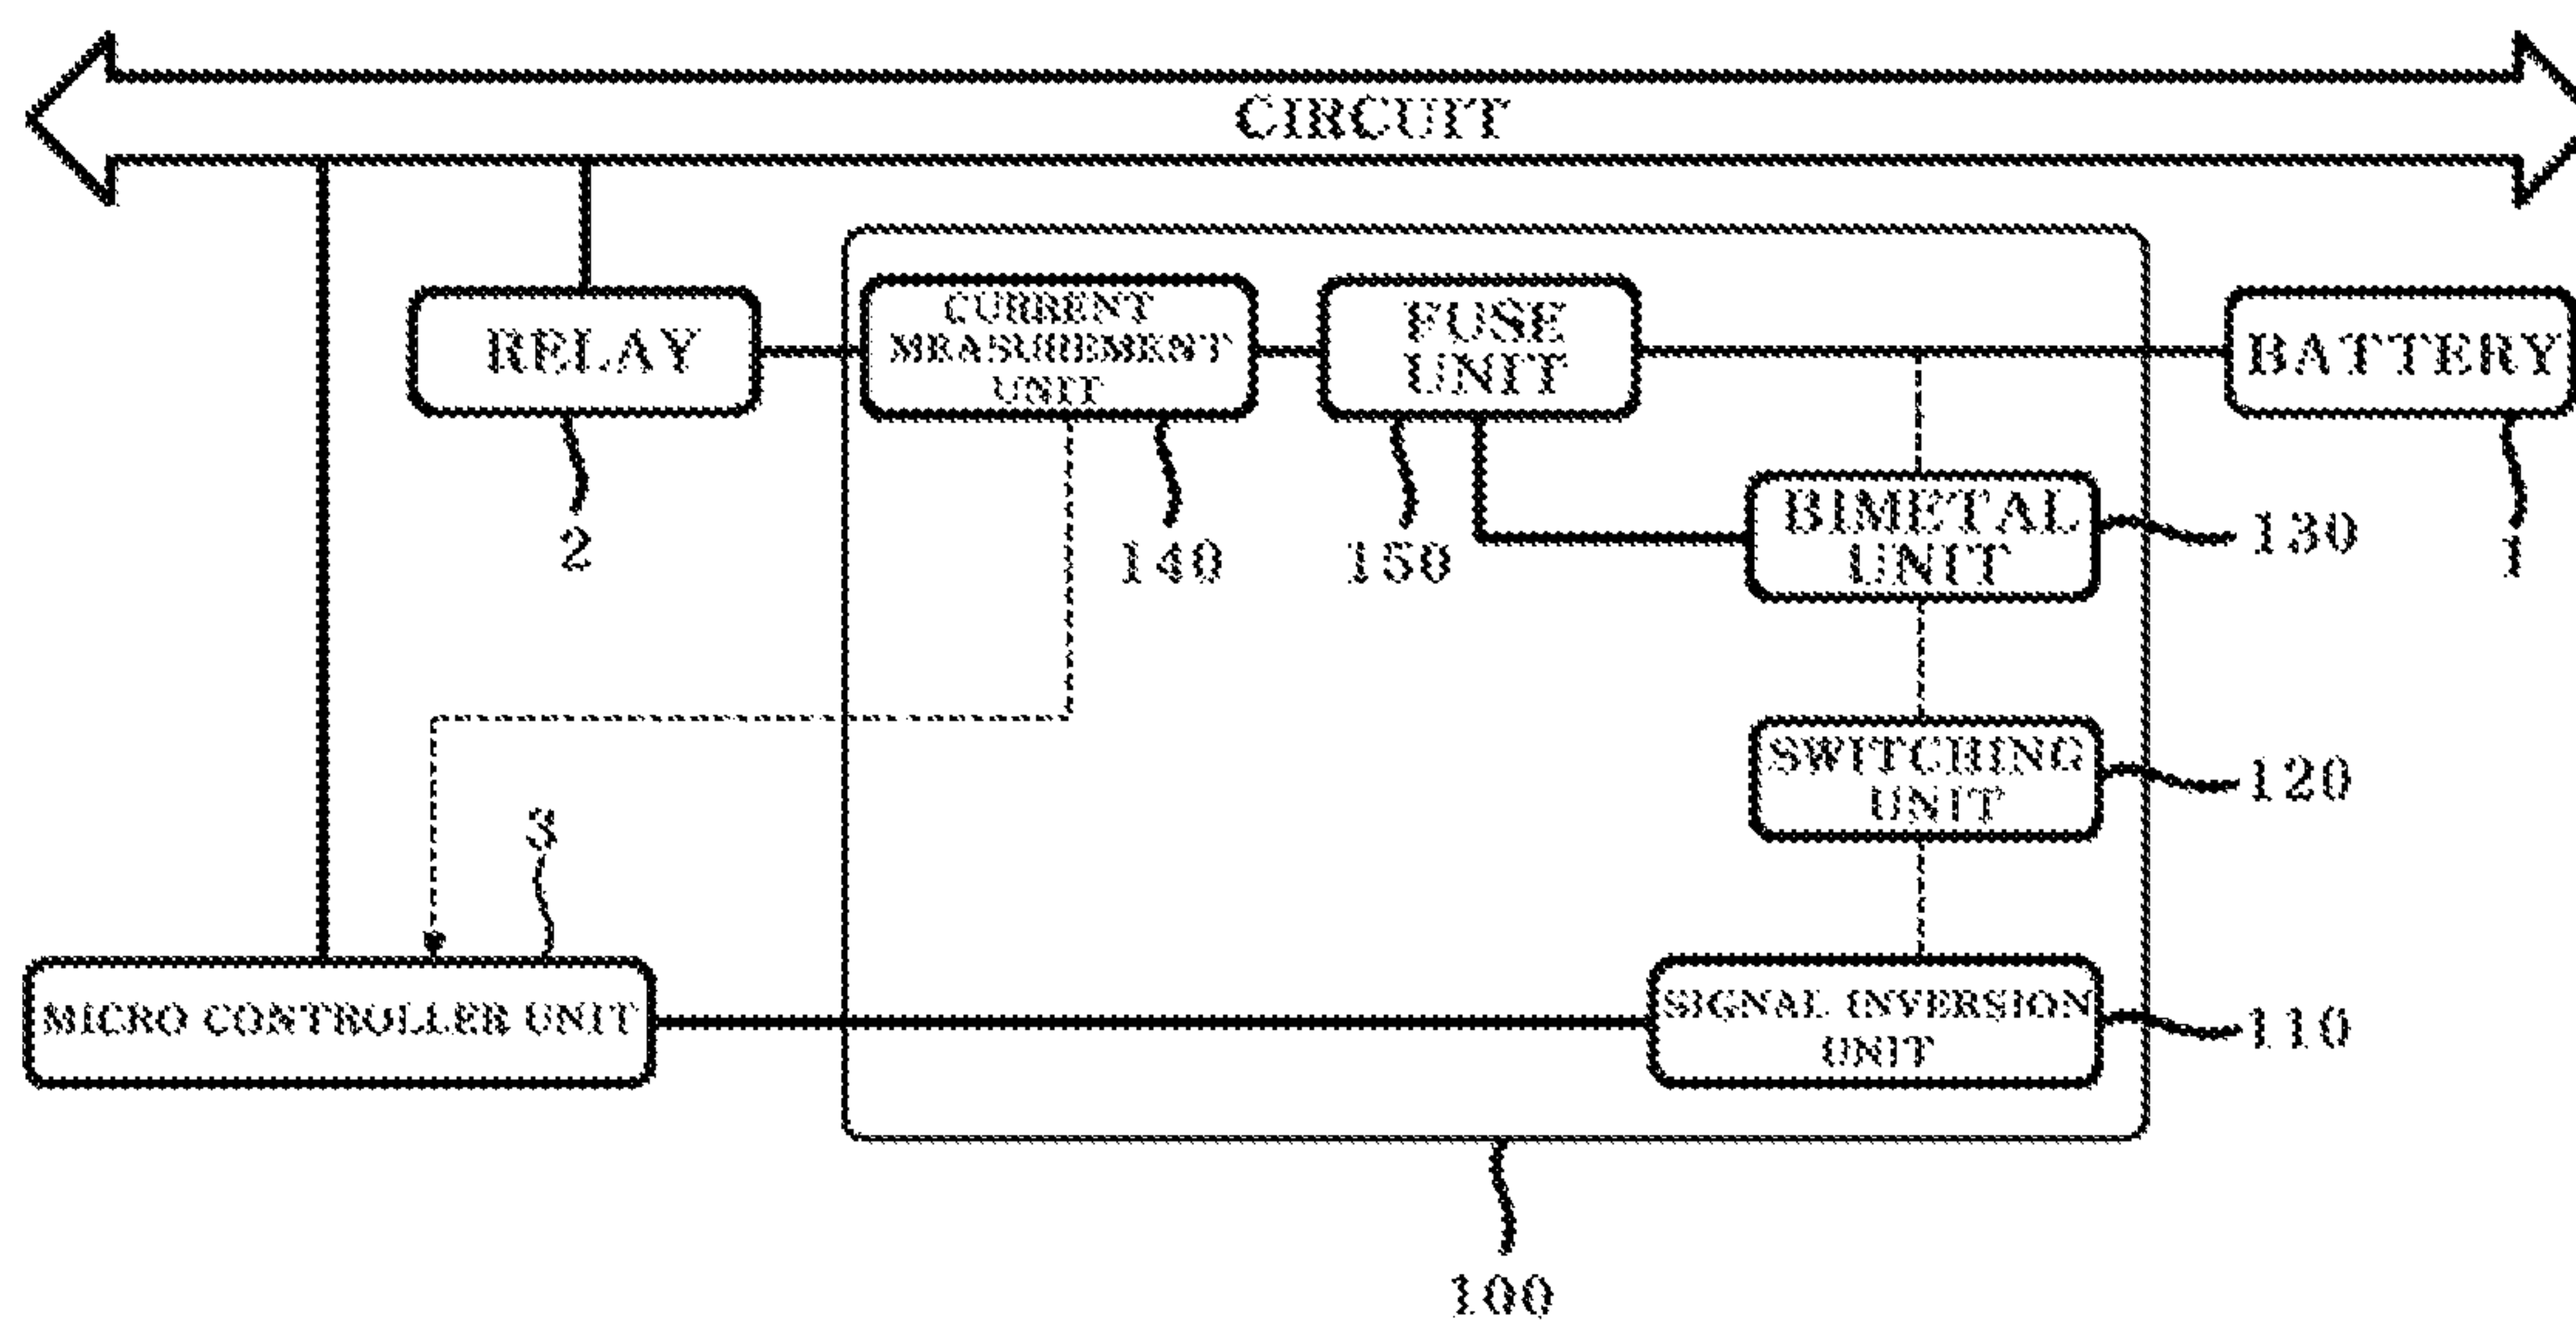 CIRCUIT
RELAY
CURRENT
MRASUREMENT
UNIT
FUSE
UNIT
BATTERY
2
140
150
BIMETAL
UNIT
130
1
SWITCHING
UNIT
120
3
MICRO CONTROLLER UNIT
SIGNAL INVERSION
UNIT
110
100